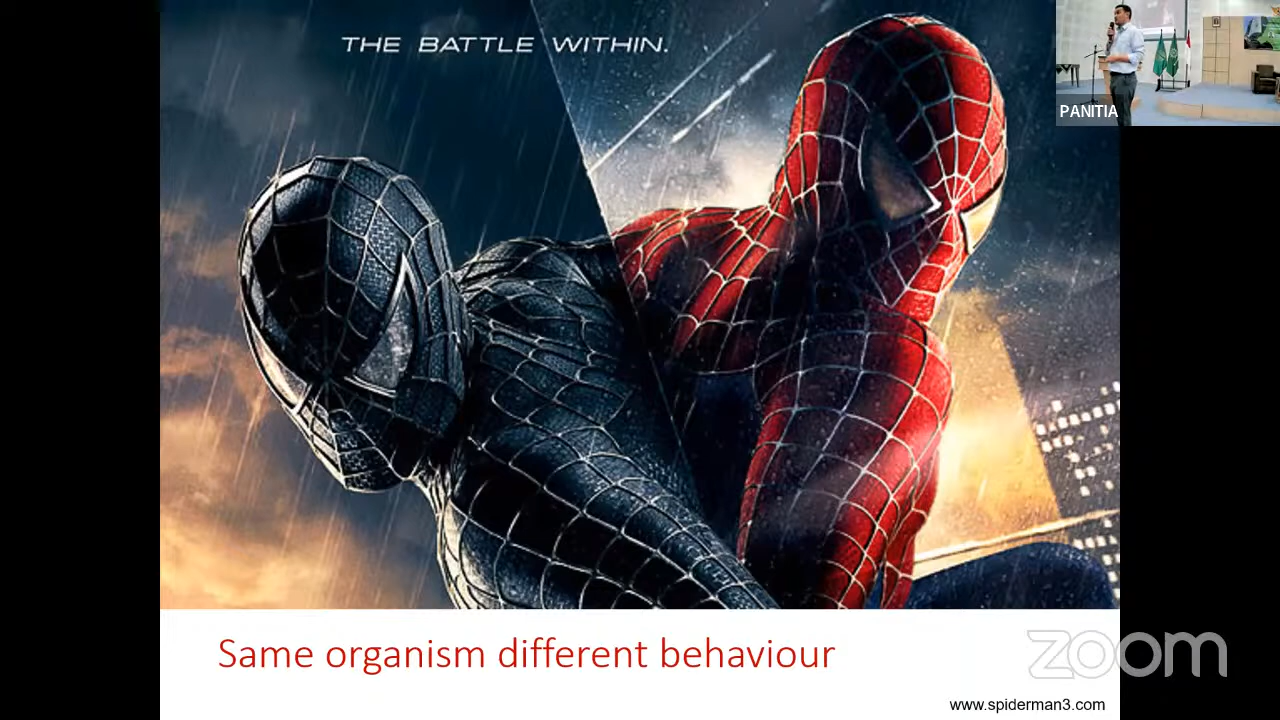 THE BATTLE WITHIN.
PANITIA
Same organism different behaviour
zoom
www.spiderman3.com